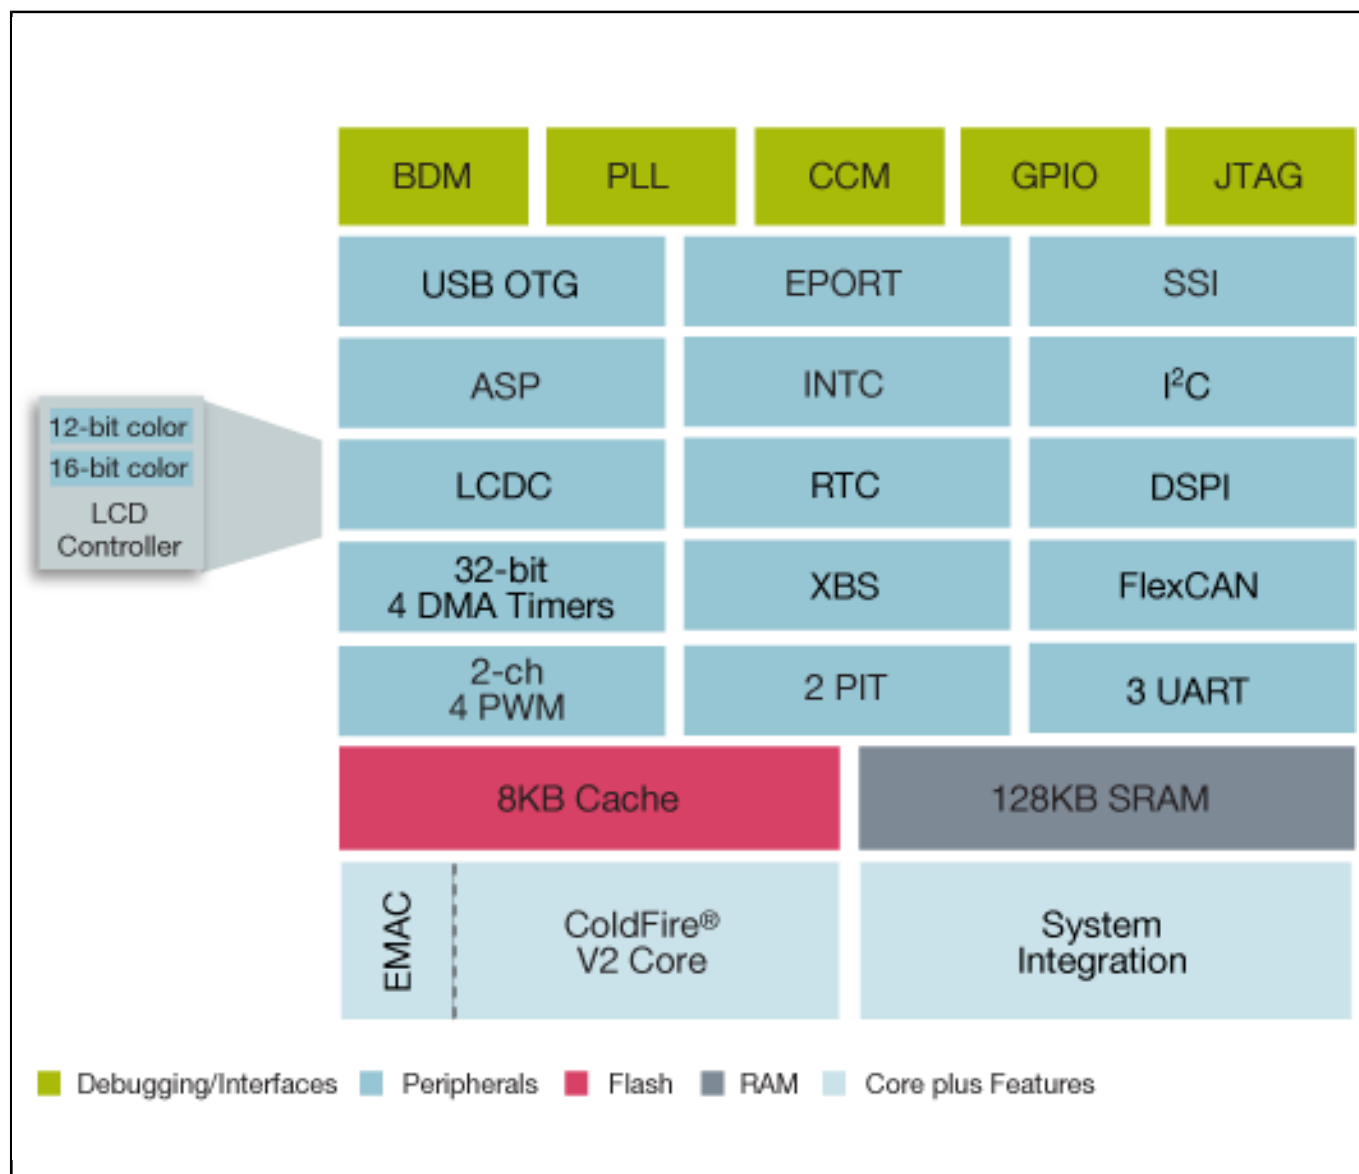 BDM
PLL
CCM
GPIO
JTAG
USB OTG
EPORT
SSI
ASP
INTC
I²C
12-bit color
16-bit color
LCD
Controller
LCDC
RTC
DSPI
32-bit
4 DMA Timers
XBS
FlexCAN
2-ch
4 PWM
2 PIT
3 UART
8KB Cache
128KB SRAM
EMAC
ColdFire®
V2 Core
System
Integration
Debugging/Interfaces
Peripherals
Flash
RAM
Core plus Features